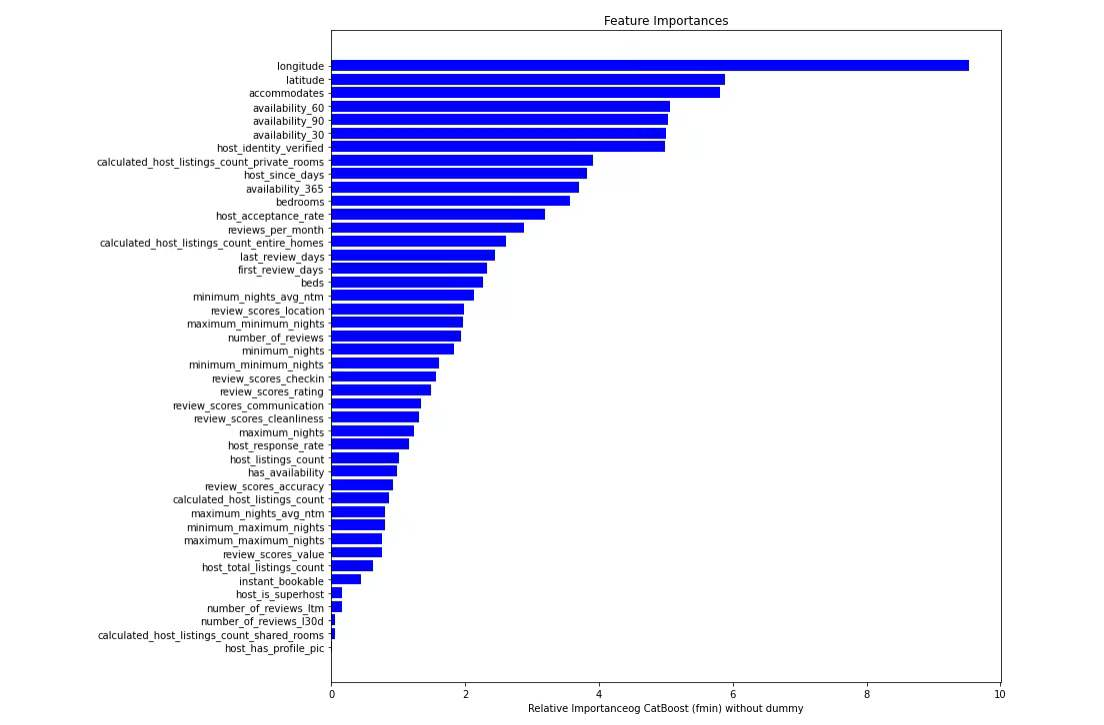 Feature Importances
longitude
latitude
accommodates
availability_60
availability_90
availability_30
host_identity_verified
calculated_host_listings_count_private_rooms
host_since_days
availability_365
bedrooms
host_acceptance_rate
reviews_per_month
calculated_host_listings_count_entire_homes
last_review_days
first_review_days
beds
minimum_nights_avg_ntm
review_scores_location
maximum_minimum_nights
number_of_reviews
minimum_nights
minimum_minimum_nights
review_scores_checkin
review_scores_rating
review_scores_communication
review_scores_cleanliness
maximum_nights
host_response_rate
host_listings_count
has_availability
review_scores_accuracy
calculated_host_listings_count
maximum_nights_avg_ntm
minimum_maximum_nights
maximum_maximum_nights
review_scores_value
host_total_listings_count
instant_bookable
host_is_superhost
number_of_reviews_ltm
number_of_reviews_l30d
calculated_host_listings_count_shared_rooms
host_has_profile_pic
0 2 4 6 8 10
Relative Importanceog CatBoost (fmin) without dummy